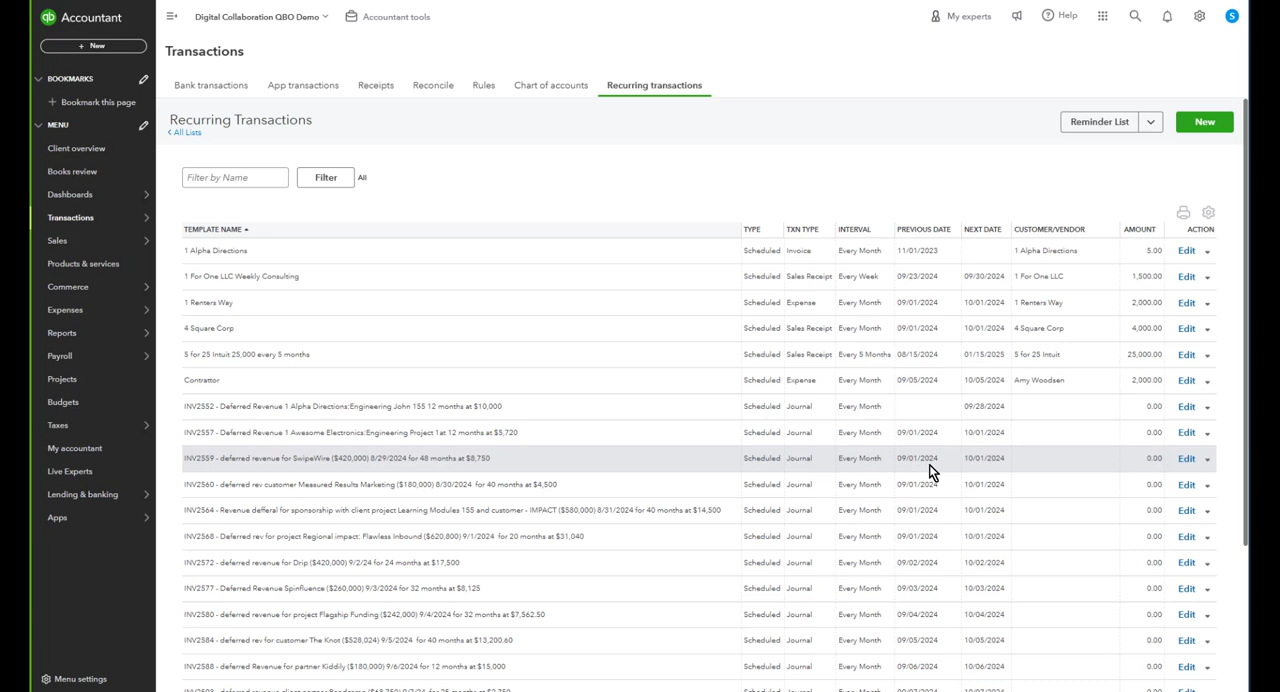 qb Accountant
Digital Collaboration QBO Demo
Accountant tools
My experts
Help
S
+ New
Transactions
BOOKMARKS
Bookmark this page
MENU
Client overview
Books review
Dashboards
Transactions
Sales
Products & services
Commerce
Expenses
Reports
Payroll
Projects
Budgets
Taxes
My accountant
Live Experts
Lending & banking
Apps
Menu settings
Bank transactions App transactions Receipts Reconcile Rules Chart of accounts Recurring transactions
Recurring Transactions
< All Lists
Reminder List
New
Filter by Name
Filter
All
TEMPLATE NAME TYPE TXN TYPE INTERVAL PREVIOUS DATE NEXT DATE CUSTOMER/VENDOR AMOUNT ACTION
1 Alpha Directions Scheduled Invoice Every Month 11/01/2023 1 Alpha Directions 5.00 Edit
1 For One LLC Weekly Consulting Scheduled Sales Receipt Every Week 09/23/2024 09/30/2024 1 For One LLC 1,500.00 Edit
1 Renters Way Scheduled Expense Every Month 09/01/2024 10/01/2024 1 Renters Way 2,000.00 Edit
4 Square Corp Scheduled Sales Receipt Every Month 09/01/2024 10/01/2024 4 Square Corp 4,000.00 Edit
5 for 25 Intuit 25,000 every 5 months Scheduled Sales Receipt Every 5 Months 08/15/2024 01/15/2025 5 for 25 Intuit 25,000.00 Edit
Contrattor Scheduled Expense Every Month 09/05/2024 10/05/2024 Amy Woodsen 2,000.00 Edit
INV2552 - Deferred Revenue 1 Alpha Directions:Engineering John 155 12 months at $10,000 Scheduled Journal Every Month 09/28/2024 0.00 Edit
INV2557 - Deferred Revenue 1 Awesome Electronics:Engineering Project 1at 12 months at $5,720 Scheduled Journal Every Month 09/01/2024 10/01/2024 0.00 Edit
INV2559 - deferred revenue for SwipeWire ($420,000) 8/29/2024 for 48 months at $8,750 Scheduled Journal Every Month 09/01/2024 10/01/2024 0.00 Edit
INV2560 - deferred rev customer Measured Results Marketing ($180,000) 8/30/2024 for 40 months at $4,500 Scheduled Journal Every Month 09/01/2024 10/01/2024 0.00 Edit
INV2564 - Revenue defferal for sponsorship with client project Learning Modules 155 and customer - IMPACT ($580,000) 8/31/2024 for 40 months at $14,500 Scheduled Journal Every Month 09/01/2024 10/01/2024 0.00 Edit
INV2568 - Deferred rev for project Regional impact: Flawless Inbound ($620,800) 9/1/2024 for 20 months at $31,040 Scheduled Journal Every Month 09/01/2024 10/01/2024 0.00 Edit
INV2572 - deferred revenue for Drip ($420,000) 9/2/24 for 24 months at $17,500 Scheduled Journal Every Month 09/02/2024 10/02/2024 0.00 Edit
INV2577 - Deferred Revenue Spinfluence ($260,000) 9/3/2024 for 32 months at $8,125 Scheduled Journal Every Month 09/03/2024 10/03/2024 0.00 Edit
INV2580 - deferred revenue for project Flagship Funding ($242,000) 9/4/2024 for 32 months at $7,562.50 Scheduled Journal Every Month 09/04/2024 10/04/2024 0.00 Edit
INV2584 - deferred rev for customer The Knot ($528,024) 9/5/2024 for 40 months at $13,200.60 Scheduled Journal Every Month 09/05/2024 10/05/2024 0.00 Edit
INV2588 - deferred Revenue for partner Kiddily ($180,000) 9/6/2024 for 12 months at $15,000 Scheduled Journal Every Month 09/06/2024 10/06/2024 0.00 Edit